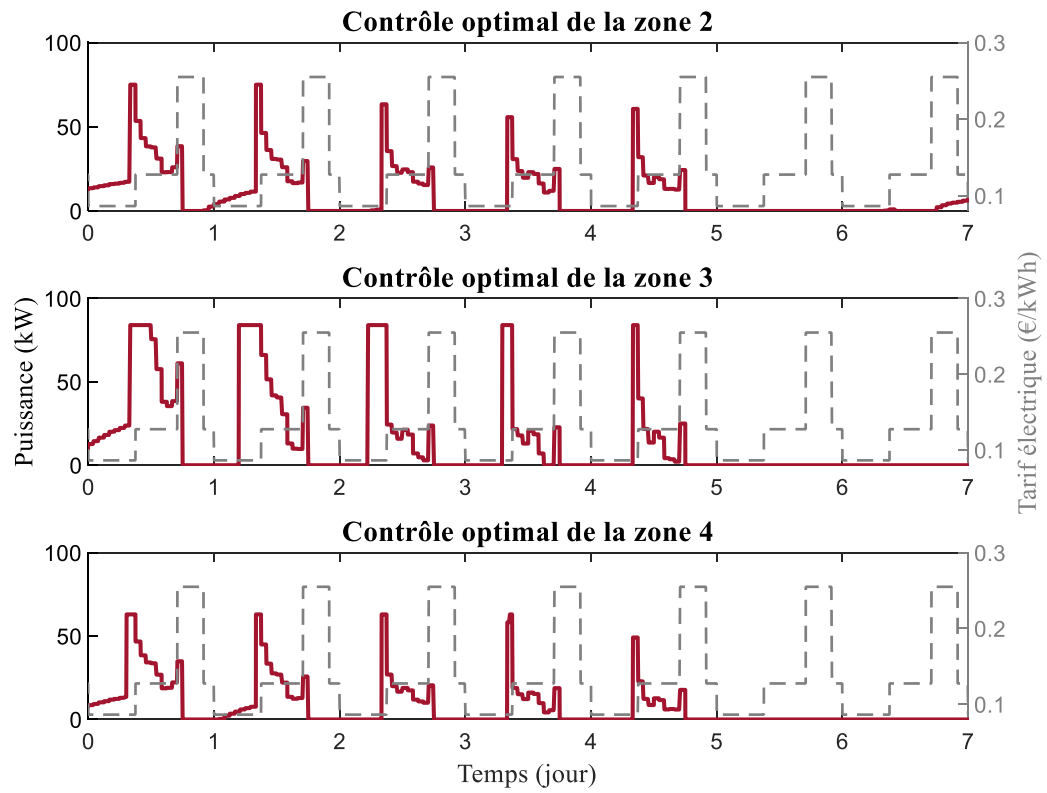 Contrôle optimal de la zone 2
100
50
0
0.3
0.2
0.1
0 1 2 3 4 5 6 7
Contrôle optimal de la zone 3
Puissance (kW)
100
50
0
0.3
0.2
0.1
Tarif électrique (€/kWh)
0 1 2 3 4 5 6 7
Contrôle optimal de la zone 4
100
50
0
0.3
0.2
0.1
0 1 2 3 4 5 6 7
Temps (jour)